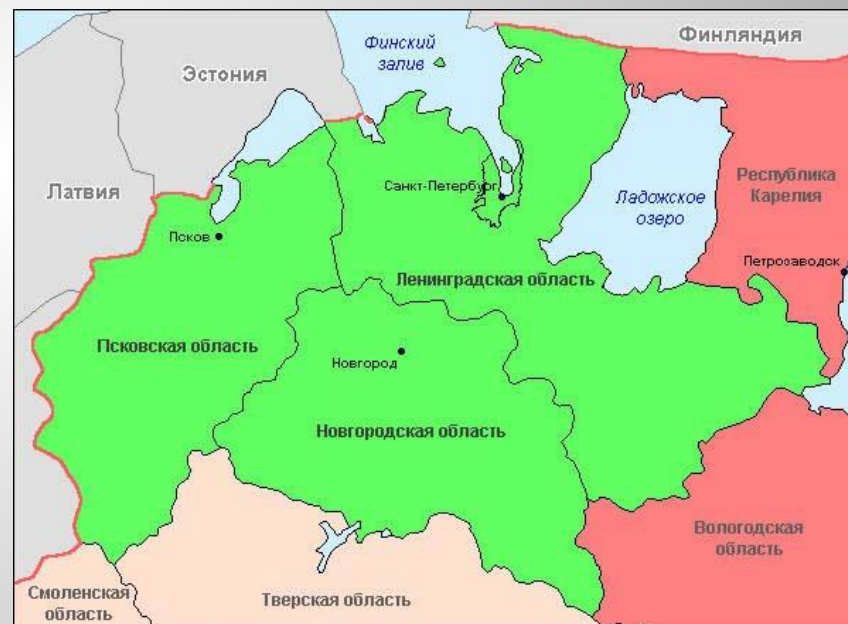 Финляндия
Финский
залив
Эстония
Латвия
Санкт-Петербург
Ладожское
озеро
Республика
Карелия
Псков
Петрозаводск
Ленинградская область
Псковская область
Новгород
Новгородская область
Вологодская
область
Смоленская
область
Тверская область